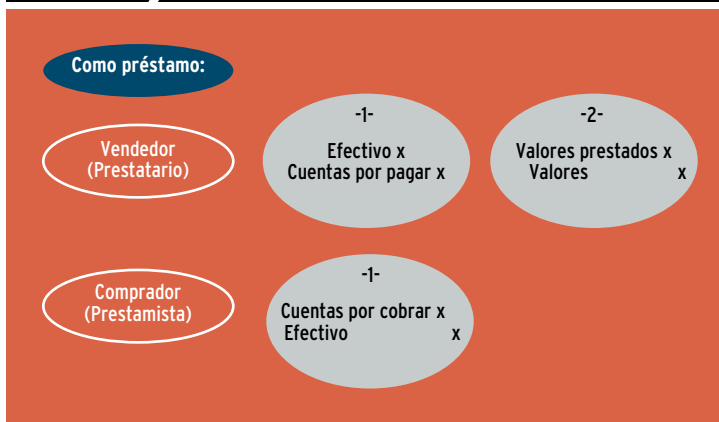 Como préstamo:
Vendedor
(Prestatario)
-1-
Efectivo x
Cuentas por pagar x
-2-
Valores prestados x
Valores x
Comprador
(Prestamista)
-1-
Cuentas por cobrar x
Efectivo x